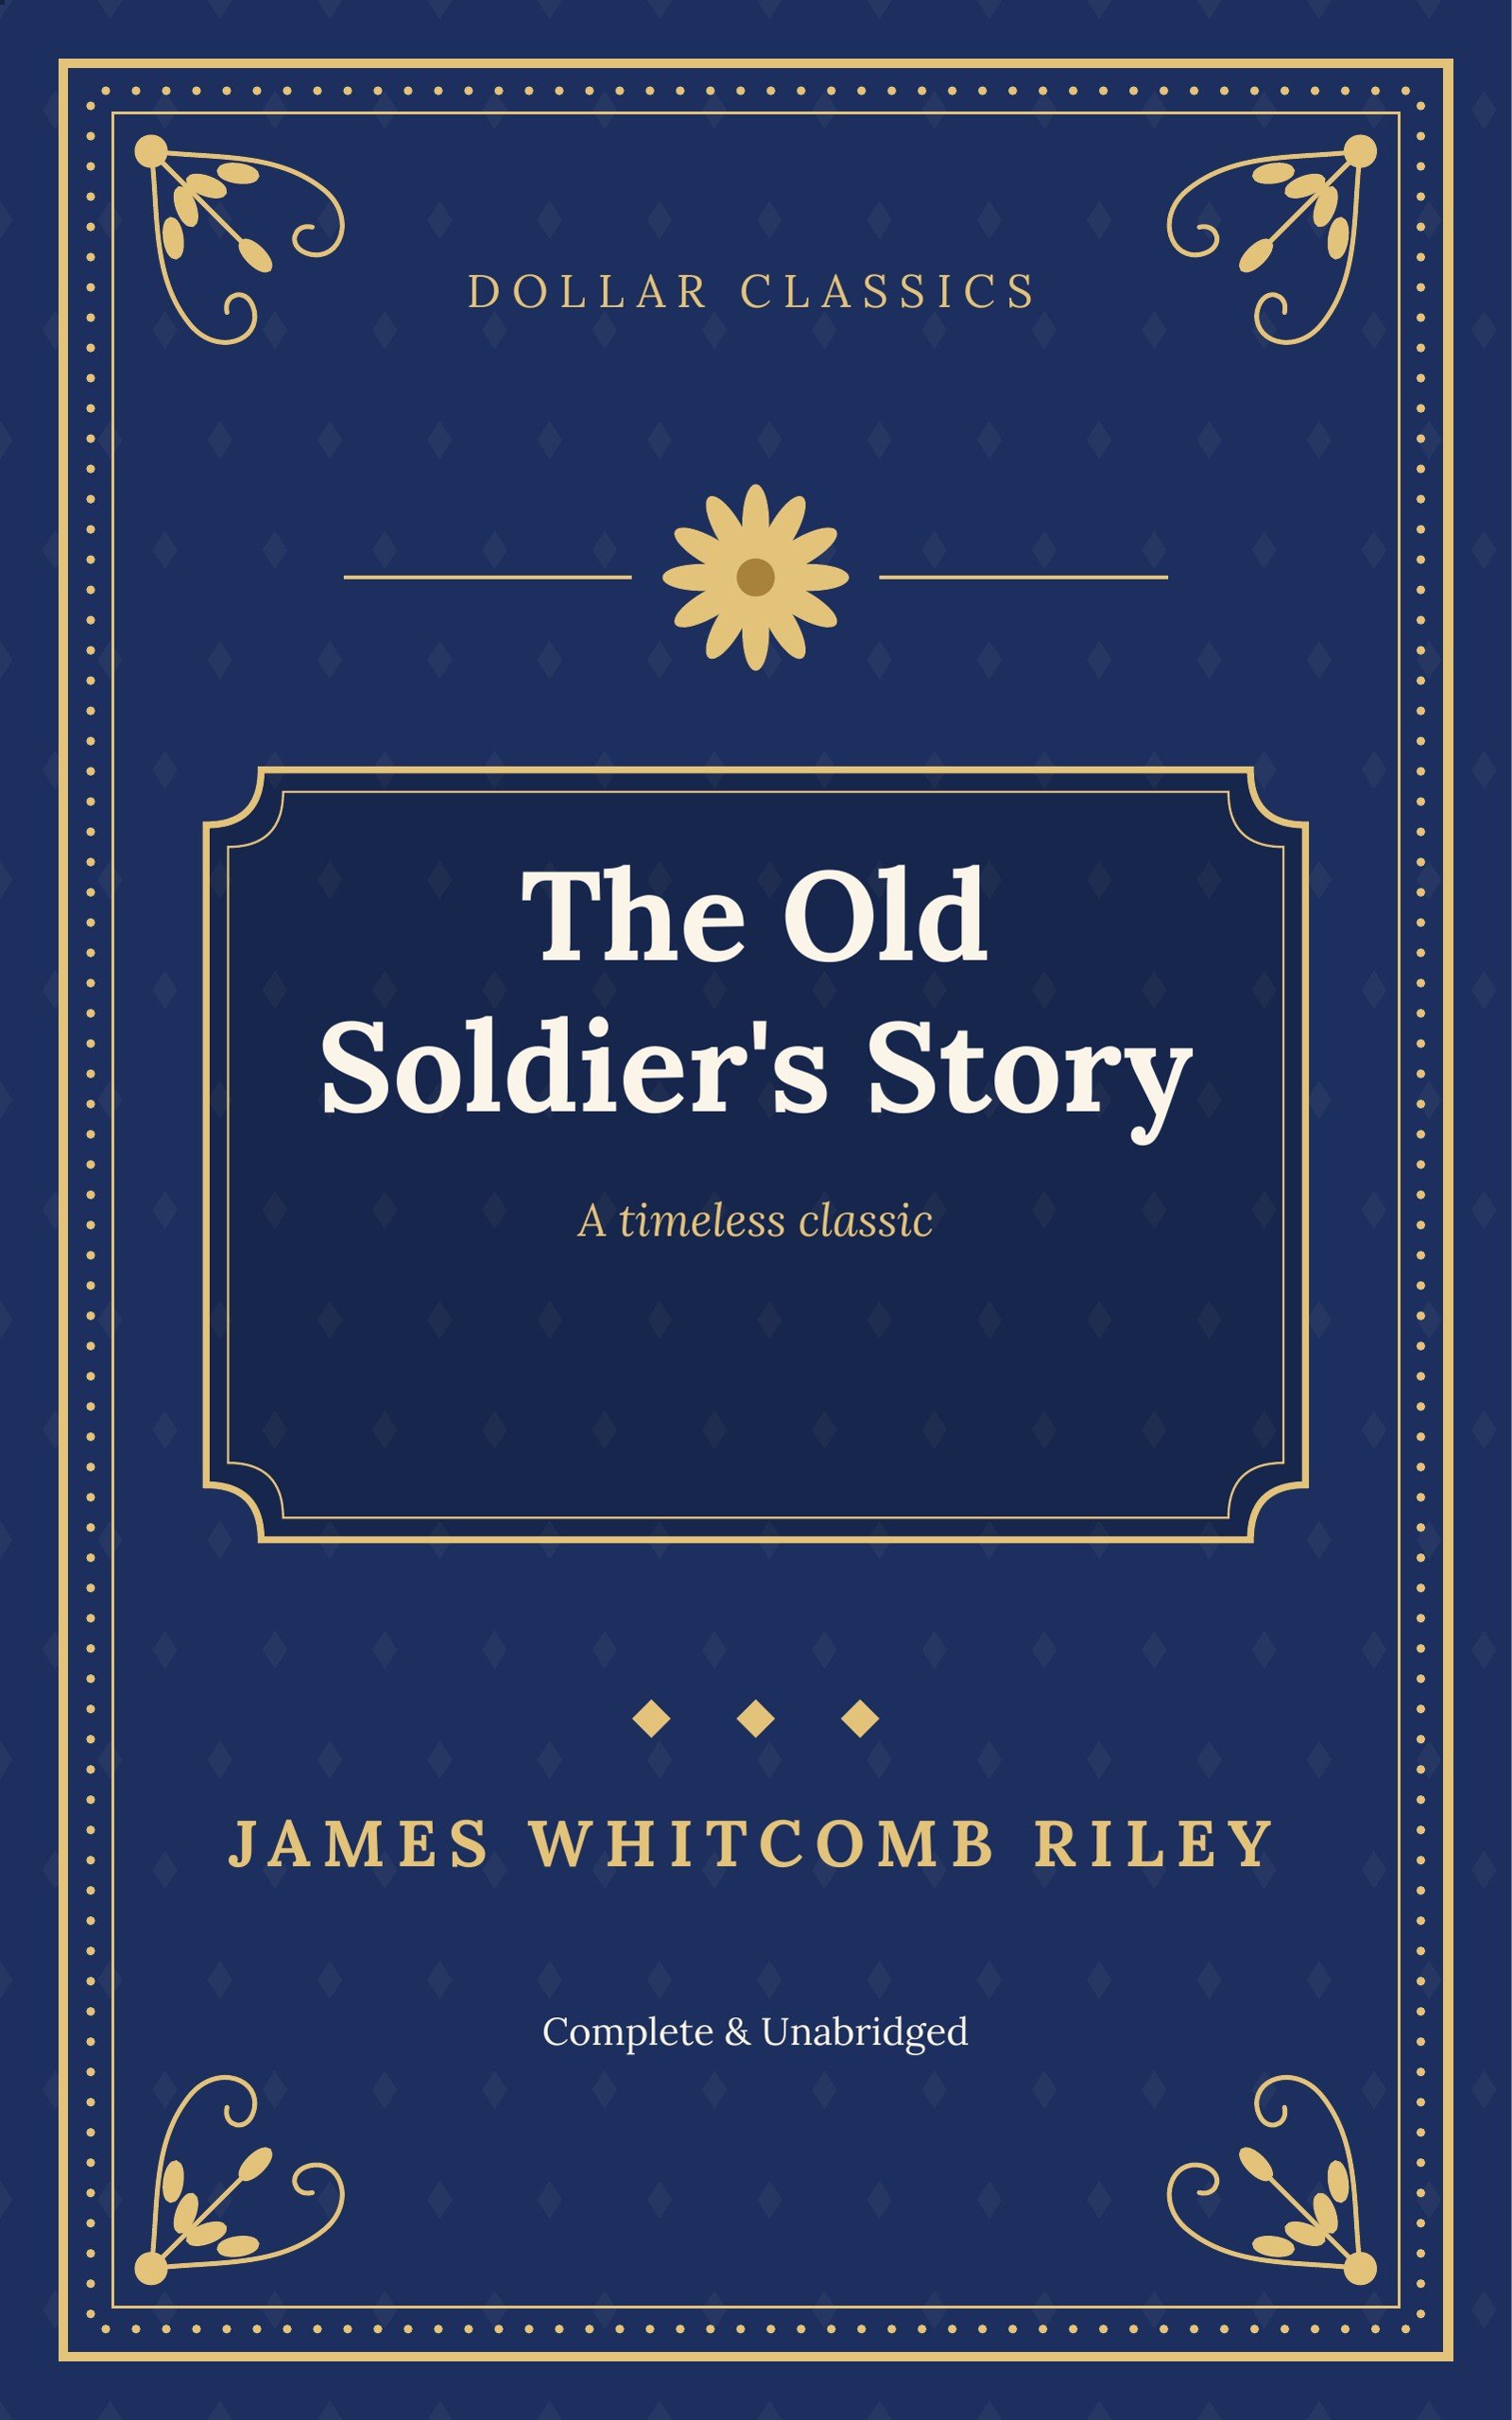 DOLLAR CLASSICS
The Old
Soldier's Story
A timeless classic
JAMES WHITCOMB RILEY
Complete & Unabridged